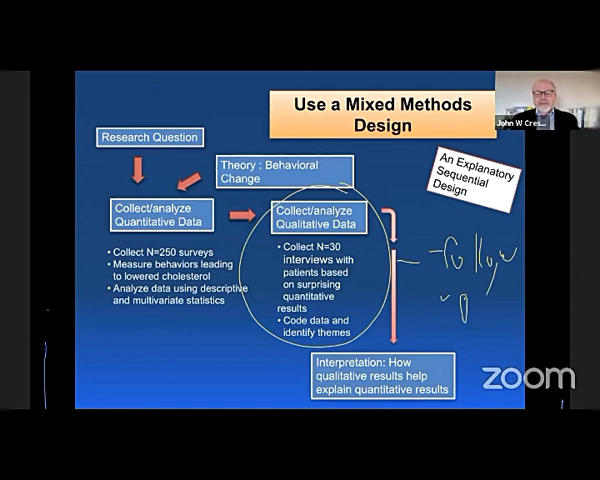 Use a Mixed Methods
Design
John W Cres...
Research Question
Theory : Behavioral
Change
An Explanatory
Sequential
Design
Collect/analyze
Quantitative Data
Collect/analyze
Qualitative Data
• Collect N=250 surveys
• Measure behaviors leading
to lowered cholesterol
• Analyze data using descriptive
and multivariate statistics
• Collect N=30
interviews with
patients based
on surprising
quantitative
results
• Code data and
identify themes
follow
up
Interpretation: How
qualitative results help
explain quantitative results
zoom